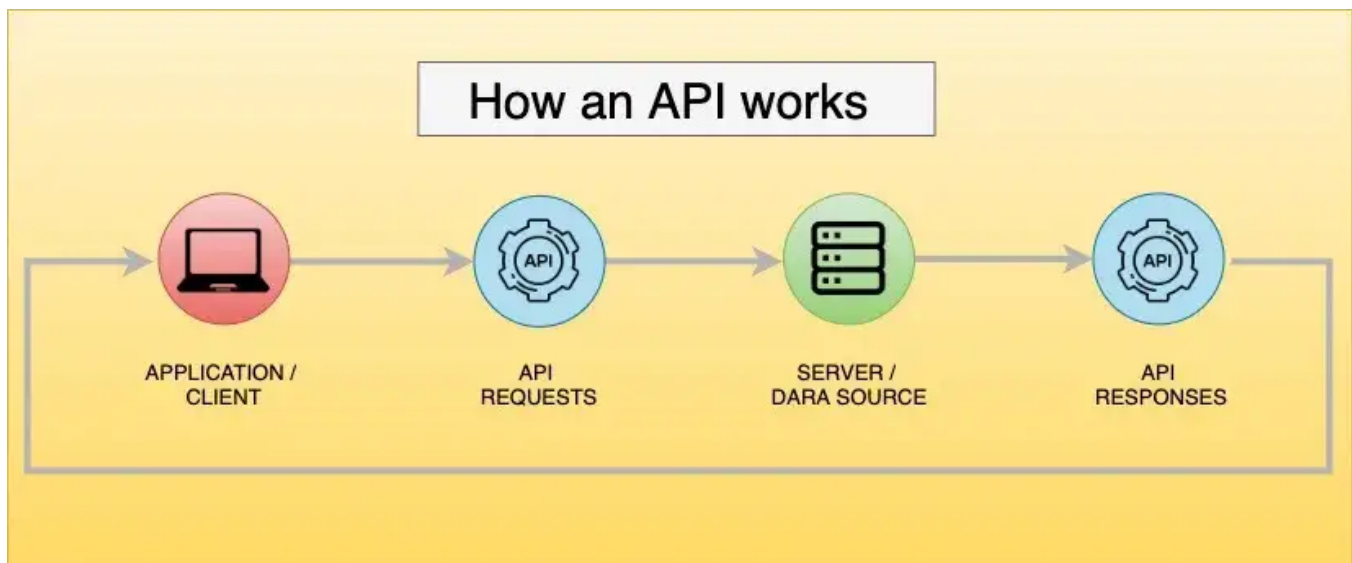 How an API works
API
API
APPLICATION /
CLIENT
API
REQUESTS
SERVER /
DARA SOURCE
API
RESPONSES